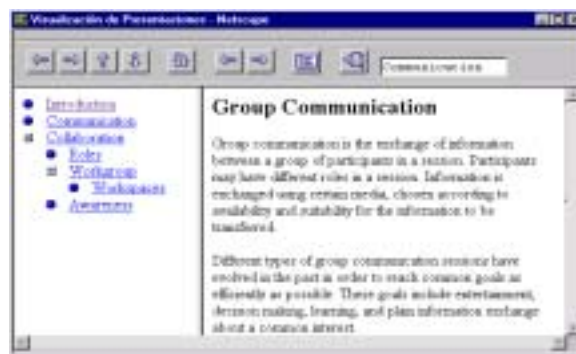 Visualización de Presentaciones - Netscape
Communication
Introduction
Communication
Collaboration
Roles
Workgroup
Workspaces
Awareness
Group Communication
Group communication is the exchange of information
between a group of participants in a session. Participants
may have different roles in a session. Information is
exchanged using certain media, chosen according to
availability and suitability for the information to be
transferred.
Different types of group communication sessions have
evolved in the past in order to reach common goals as
efficiently as possible. These goals include entertainment,
decision making, learning, and plain information exchange
about a common interest.